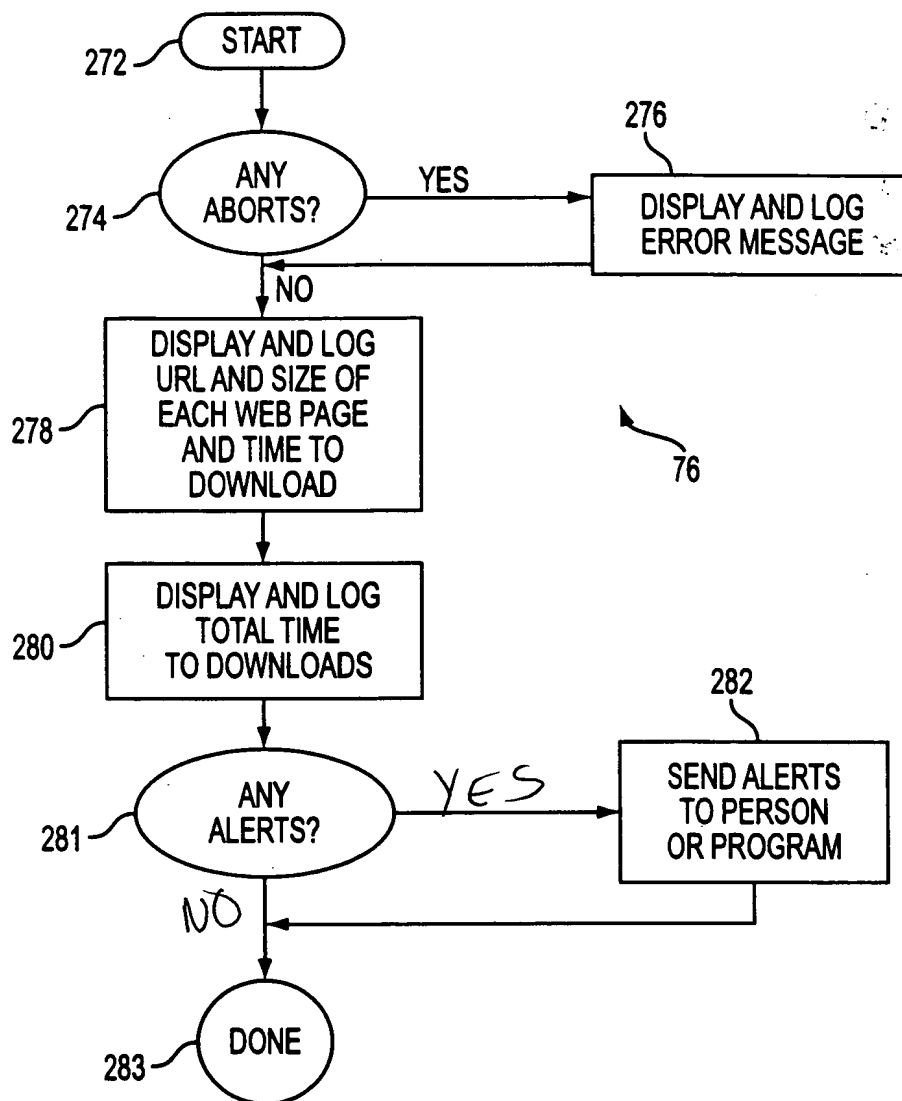 START
272
276
ANY
ABORTS?
YES
274
DISPLAY AND LOG
ERROR MESSAGE
NO
DISPLAY AND LOG
URL AND SIZE OF
EACH WEB PAGE
AND TIME TO
DOWNLOAD
278
76
DISPLAY AND LOG
TOTAL TIME
TO DOWNLOADS
280
282
ANY
ALERTS?
YES
281
SEND ALERTS
TO PERSON
OR PROGRAM
NO
DONE
283